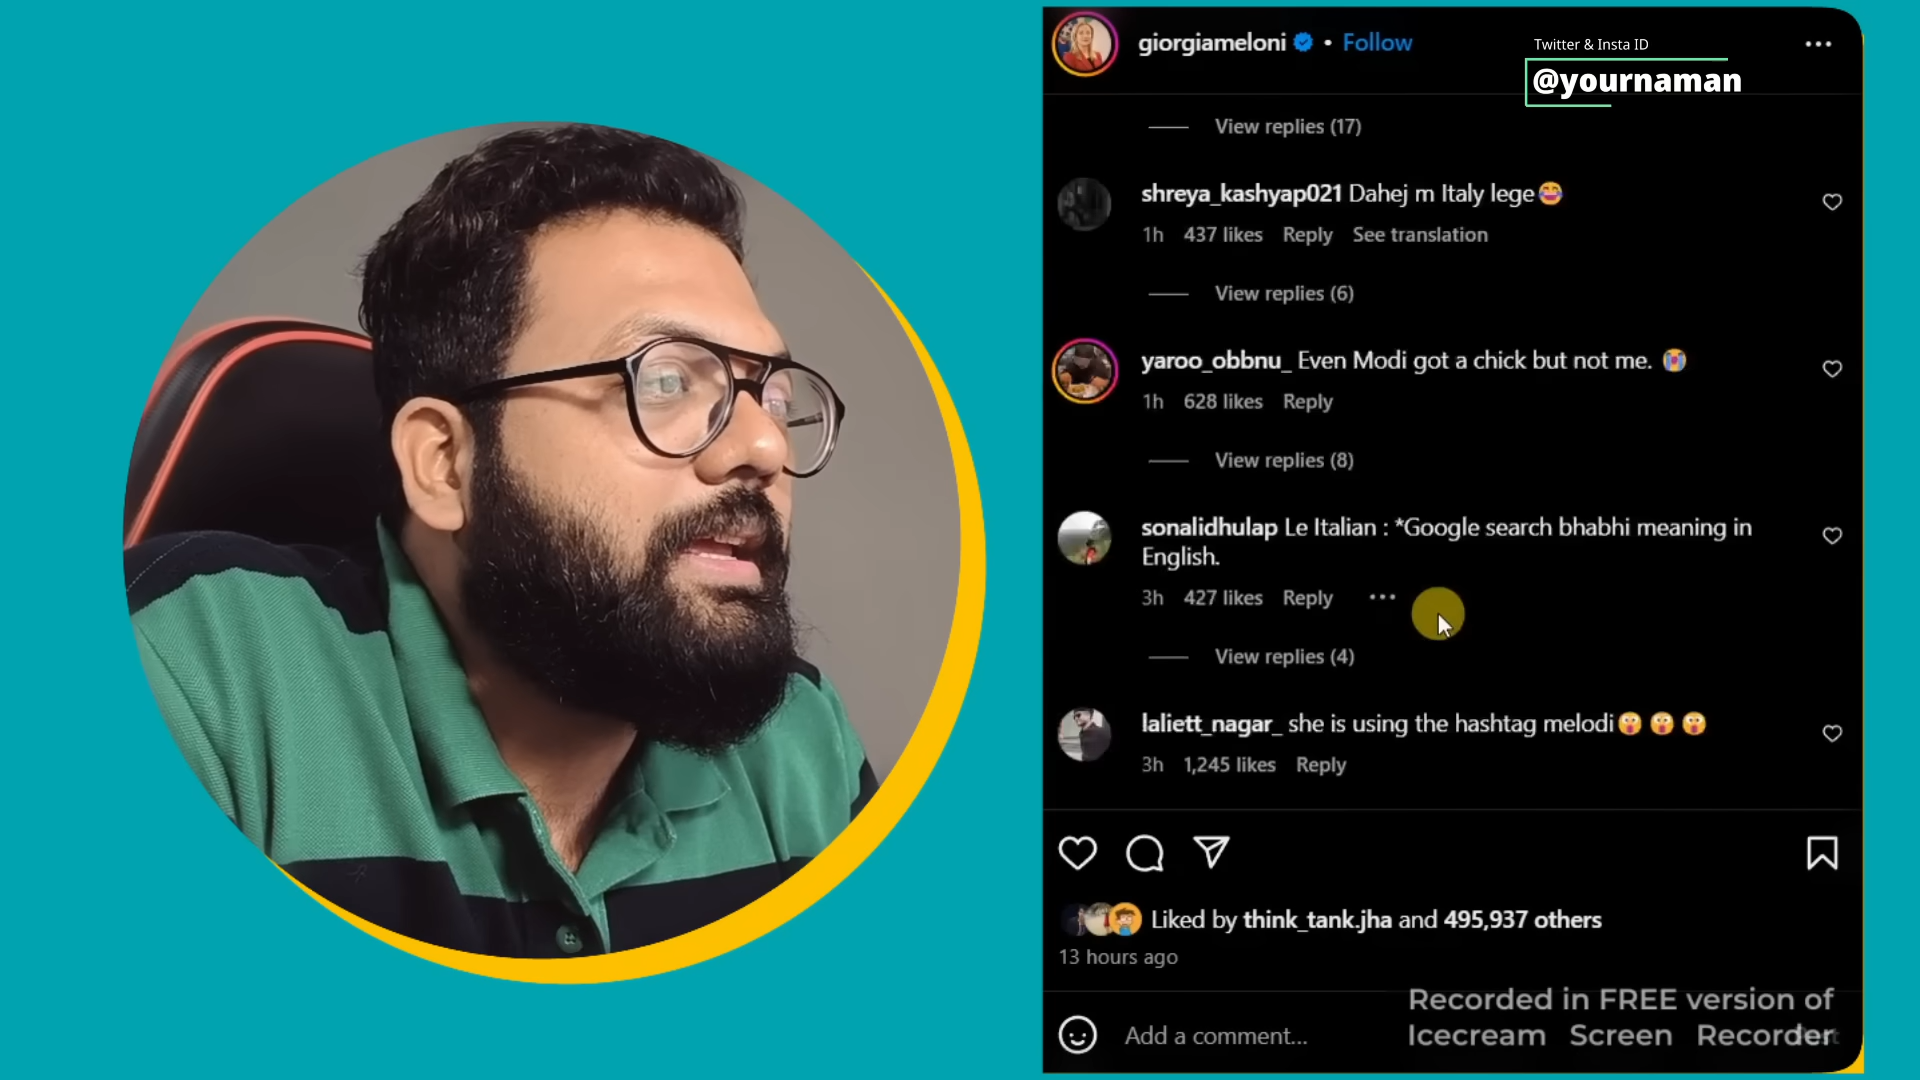 giorgiameloni • Follow
Twitter & Insta ID
@yournaman
View replies (17)
shreya_kashyap021 Dahej m Italy lege😂
1h 437 likes Reply See translation
View replies (6)
yaroo_obbnu_ Even Modi got a chick but not me. 😭
1h 628 likes Reply
View replies (8)
sonalidhulap Le Italian : *Google search bhabhi meaning in
English.
3h 427 likes Reply
View replies (4)
laliett_nagar_ she is using the hashtag melodi😲😲😲
3h 1,245 likes Reply
Liked by think_tank.jha and 495,937 others
13 hours ago
Add a comment...
Recorded in FREE version of
Icecream Screen Recorder